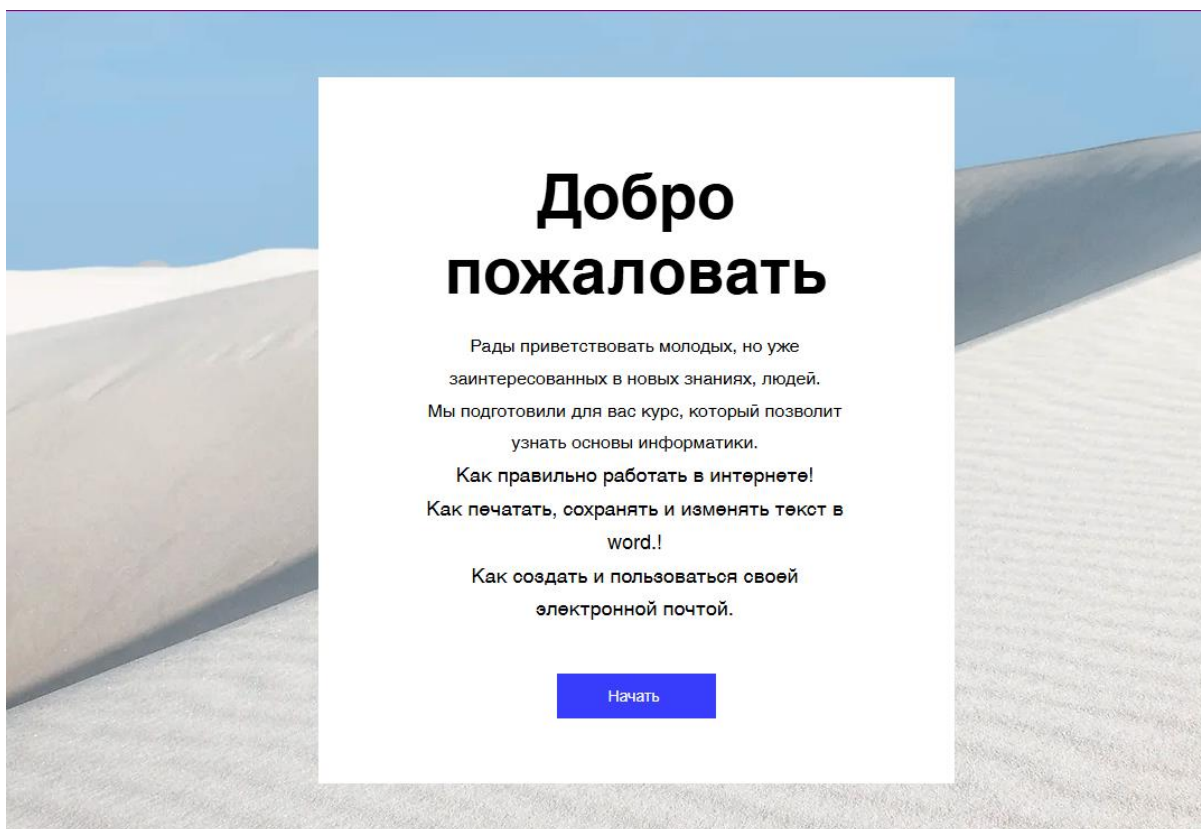 Добро
пожаловать
Рады приветствовать молодых, но уже
заинтересованных в новых знаниях, людей.
Мы подготовили для вас курс, который позволит
узнать основы информатики.
Как правильно работать в интернете!
Как печатать, сохранять и изменять текст в
word.!
Как создать и пользоваться своей
электронной почтой.
Начать